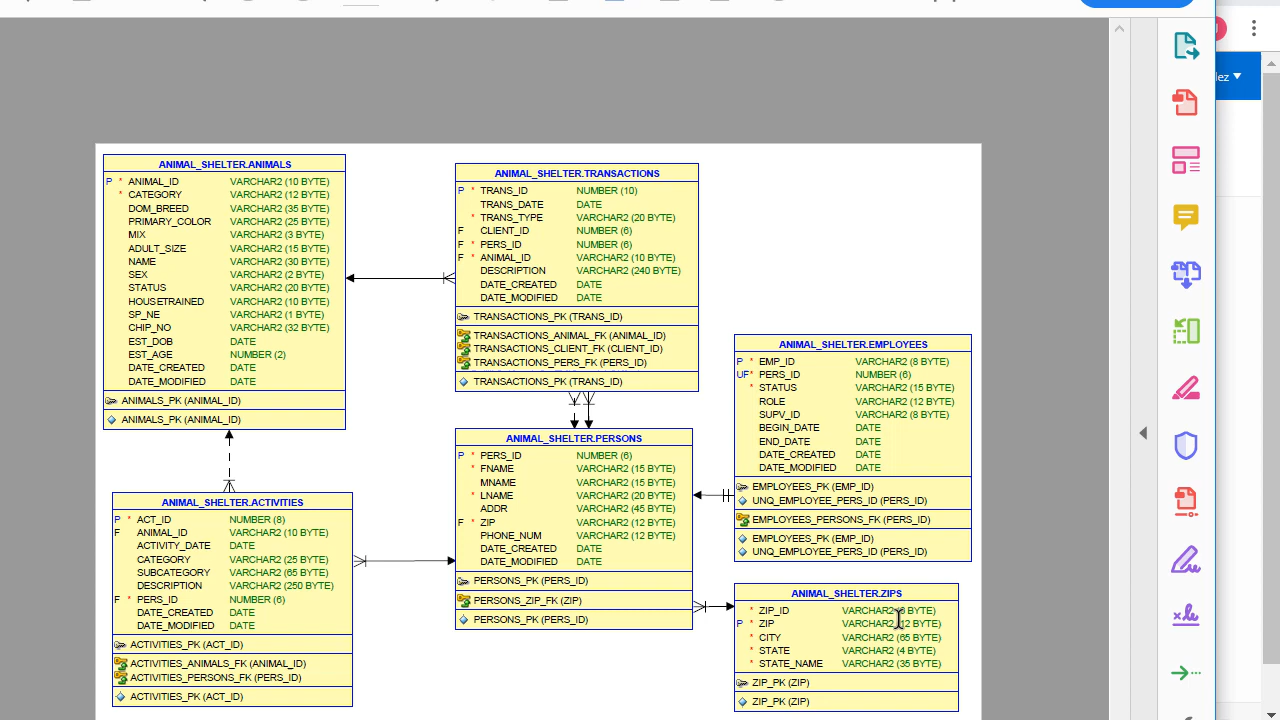 lez
ANIMAL_SHELTER.ANIMALS
P * ANIMAL_ID VARCHAR2 (10 BYTE)
* CATEGORY VARCHAR2 (12 BYTE)
DOM_BREED VARCHAR2 (35 BYTE)
PRIMARY_COLOR VARCHAR2 (25 BYTE)
MIX VARCHAR2 (3 BYTE)
ADULT_SIZE VARCHAR2 (15 BYTE)
NAME VARCHAR2 (30 BYTE)
SEX VARCHAR2 (2 BYTE)
STATUS VARCHAR2 (20 BYTE)
HOUSETRAINED VARCHAR2 (10 BYTE)
SP_NE VARCHAR2 (1 BYTE)
CHIP_NO VARCHAR2 (32 BYTE)
EST_DOB DATE
EST_AGE NUMBER (2)
DATE_CREATED DATE
DATE_MODIFIED DATE
ANIMALS_PK (ANIMAL_ID)
ANIMALS_PK (ANIMAL_ID)
ANIMAL_SHELTER.TRANSACTIONS
P * TRANS_ID NUMBER (10)
TRANS_DATE DATE
* TRANS_TYPE VARCHAR2 (20 BYTE)
F CLIENT_ID NUMBER (6)
F * PERS_ID NUMBER (6)
F * ANIMAL_ID VARCHAR2 (10 BYTE)
DESCRIPTION VARCHAR2 (240 BYTE)
DATE_CREATED DATE
DATE_MODIFIED DATE
TRANSACTIONS_PK (TRANS_ID)
TRANSACTIONS_ANIMAL_FK (ANIMAL_ID)
TRANSACTIONS_CLIENT_FK (CLIENT_ID)
TRANSACTIONS_PERS_FK (PERS_ID)
TRANSACTIONS_PK (TRANS_ID)
ANIMAL_SHELTER.EMPLOYEES
P * EMP_ID VARCHAR2 (8 BYTE)
UF * PERS_ID NUMBER (6)
* STATUS VARCHAR2 (15 BYTE)
ROLE VARCHAR2 (12 BYTE)
SUPV_ID VARCHAR2 (8 BYTE)
BEGIN_DATE DATE
END_DATE DATE
DATE_CREATED DATE
DATE_MODIFIED DATE
EMPLOYEES_PK (EMP_ID)
UNQ_EMPLOYEE_PERS_ID (PERS_ID)
EMPLOYEES_PERSONS_FK (PERS_ID)
EMPLOYEES_PK (EMP_ID)
UNQ_EMPLOYEE_PERS_ID (PERS_ID)
ANIMAL_SHELTER.PERSONS
P * PERS_ID NUMBER (6)
* FNAME VARCHAR2 (15 BYTE)
MNAME VARCHAR2 (15 BYTE)
* LNAME VARCHAR2 (20 BYTE)
ADDR VARCHAR2 (45 BYTE)
F * ZIP VARCHAR2 (12 BYTE)
PHONE_NUM VARCHAR2 (12 BYTE)
DATE_CREATED DATE
DATE_MODIFIED DATE
PERSONS_PK (PERS_ID)
PERSONS_ZIP_FK (ZIP)
PERSONS_PK (PERS_ID)
ANIMAL_SHELTER.ACTIVITIES
P * ACT_ID NUMBER (8)
F ANIMAL_ID VARCHAR2 (10 BYTE)
ACTIVITY_DATE DATE
CATEGORY VARCHAR2 (25 BYTE)
SUBCATEGORY VARCHAR2 (65 BYTE)
DESCRIPTION VARCHAR2 (250 BYTE)
F * PERS_ID NUMBER (6)
DATE_CREATED DATE
DATE_MODIFIED DATE
ACTIVITIES_PK (ACT_ID)
ACTIVITIES_ANIMALS_FK (ANIMAL_ID)
ACTIVITIES_PERSONS_FK (PERS_ID)
ACTIVITIES_PK (ACT_ID)
ANIMAL_SHELTER.ZIPS
* ZIP_ID VARCHAR2 BYTE)
P * ZIP VARCHAR2 2 BYTE)
* CITY VARCHAR2 (65 BYTE)
* STATE VARCHAR2 (4 BYTE)
* STATE_NAME VARCHAR2 (35 BYTE)
ZIP_PK (ZIP)
ZIP_PK (ZIP)